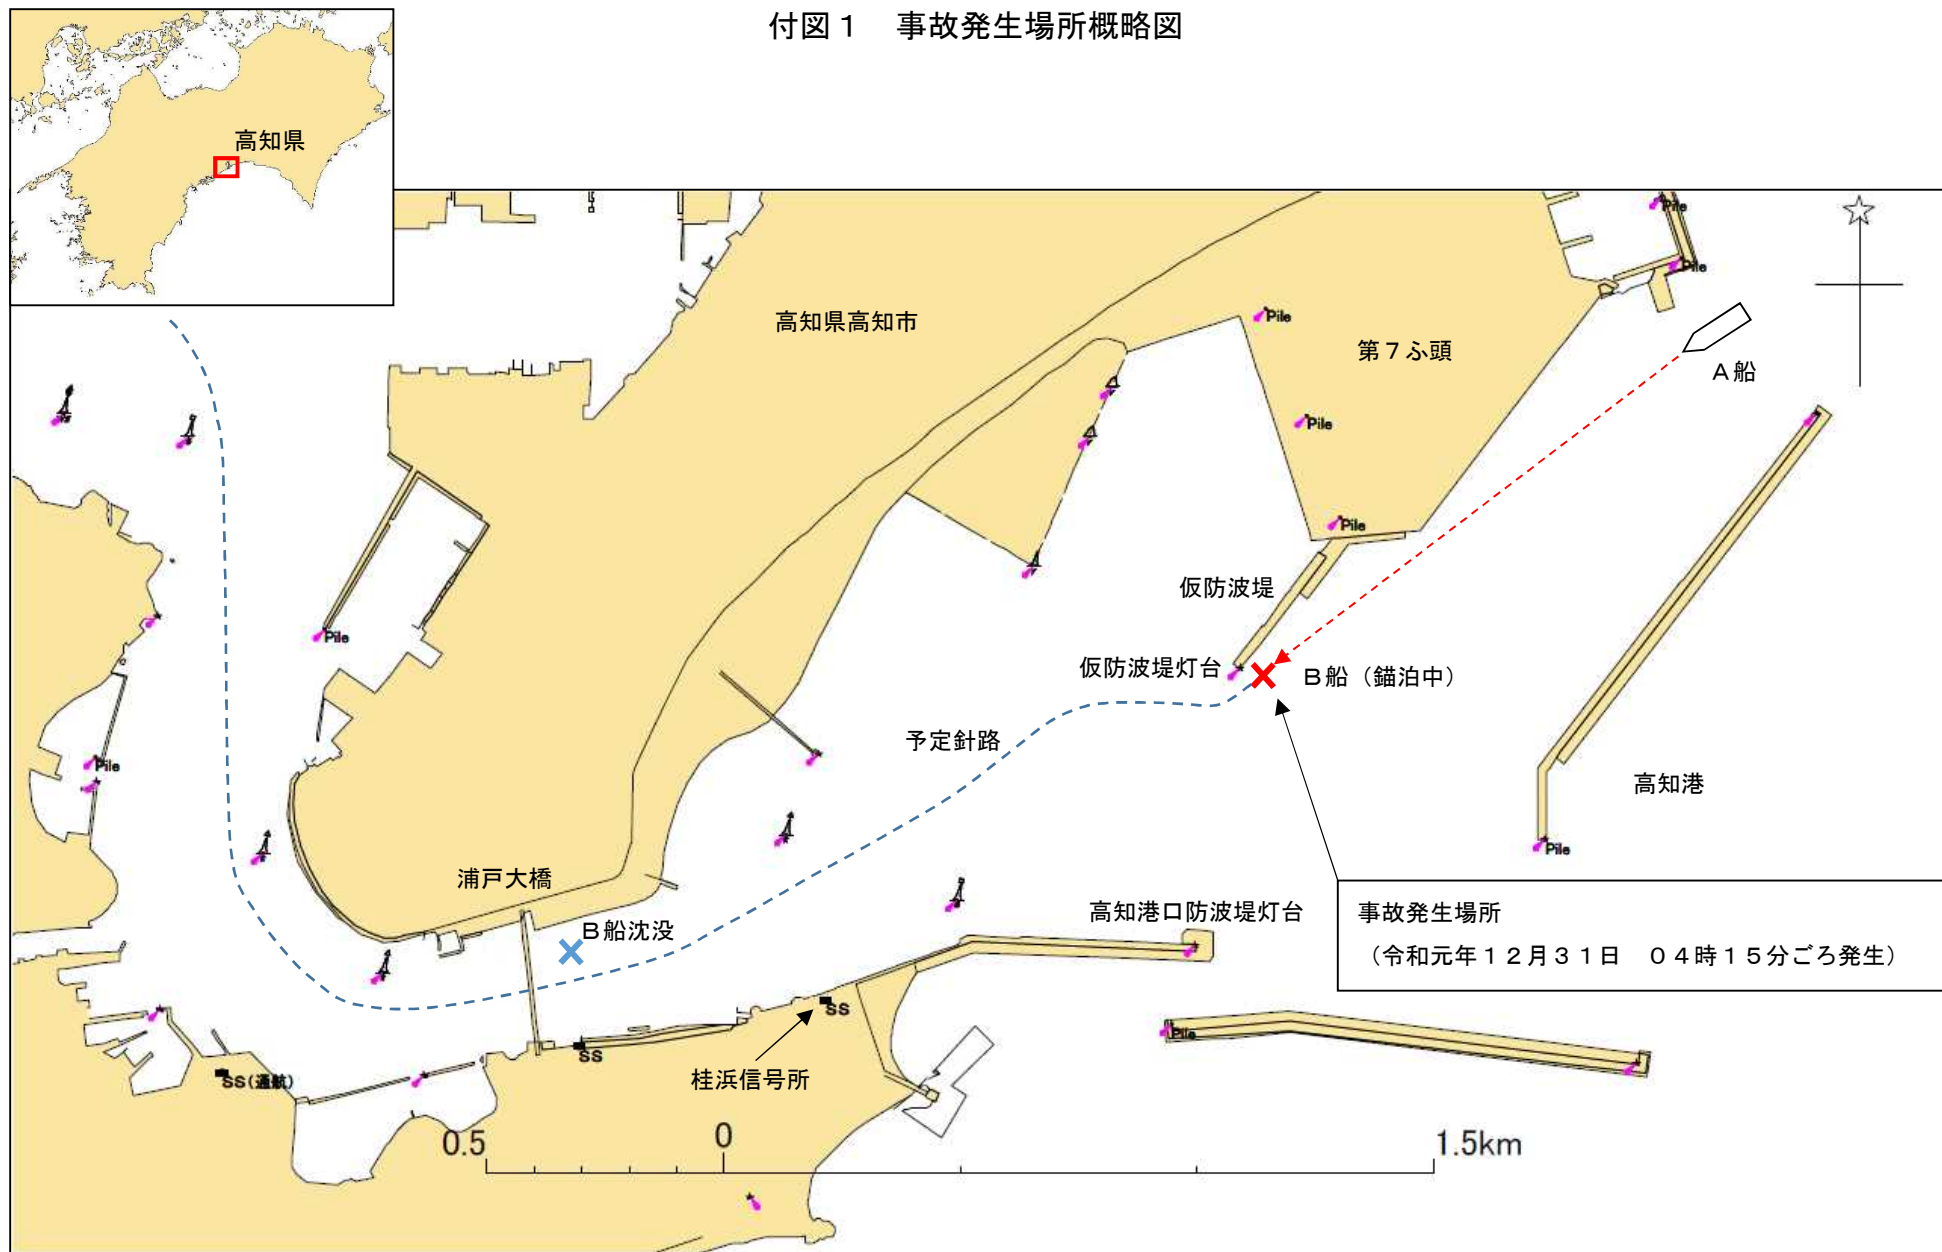 付図１　事故発生場所概略図
高知県
Pile
Pile
高知県高知市
Pile
第７ふ頭
A船
Pile
Pile
仮防波堤
Pile
仮防波堤灯台
B船（錨泊中）
予定針路
Pile
高知港
Pile
浦戸大橋
B船沈没
高知港口防波堤灯台
事故発生場所
（令和元年１２月３１日　０４時１５分ごろ発生）
SS
Pile
SS
桂浜信号所
SS(通航)
0.5
0
1.5km